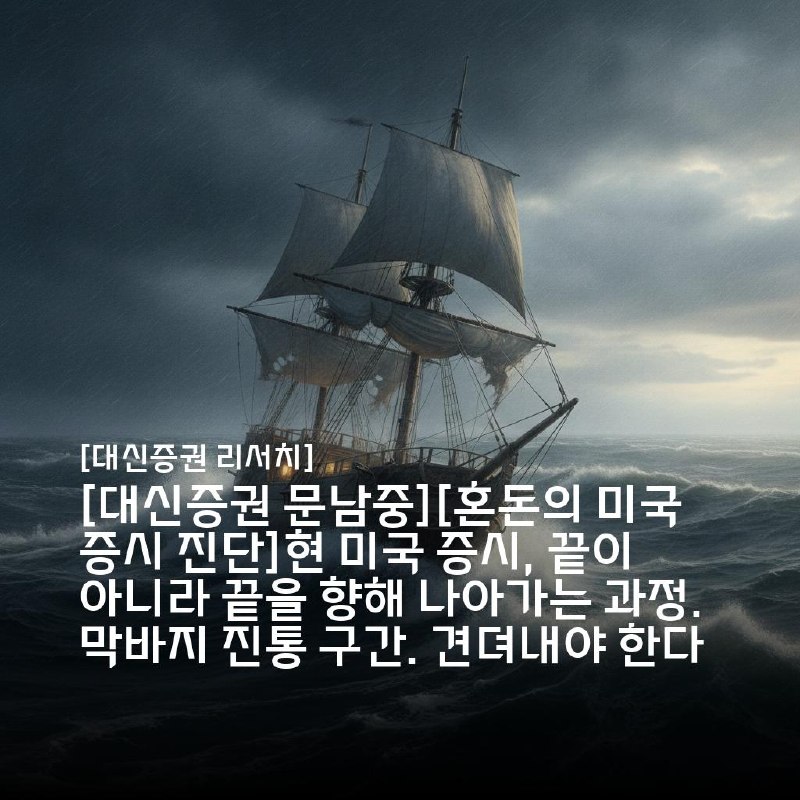 [대신증권 리서치]
[대신증권 문남중][혼돈의 미국
증시 진단]현 미국 증시, 끝이
아니라 끝을 향해 나아가는 과정.
막바지 진통 구간. 견뎌내야 한다